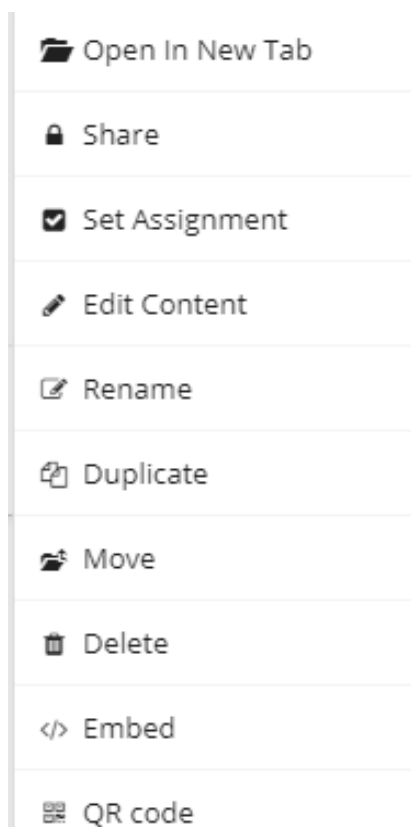 Open In New Tab
Share
Set Assignment
Edit Content
Rename
Duplicate
Move
Delete
Embed
QR code